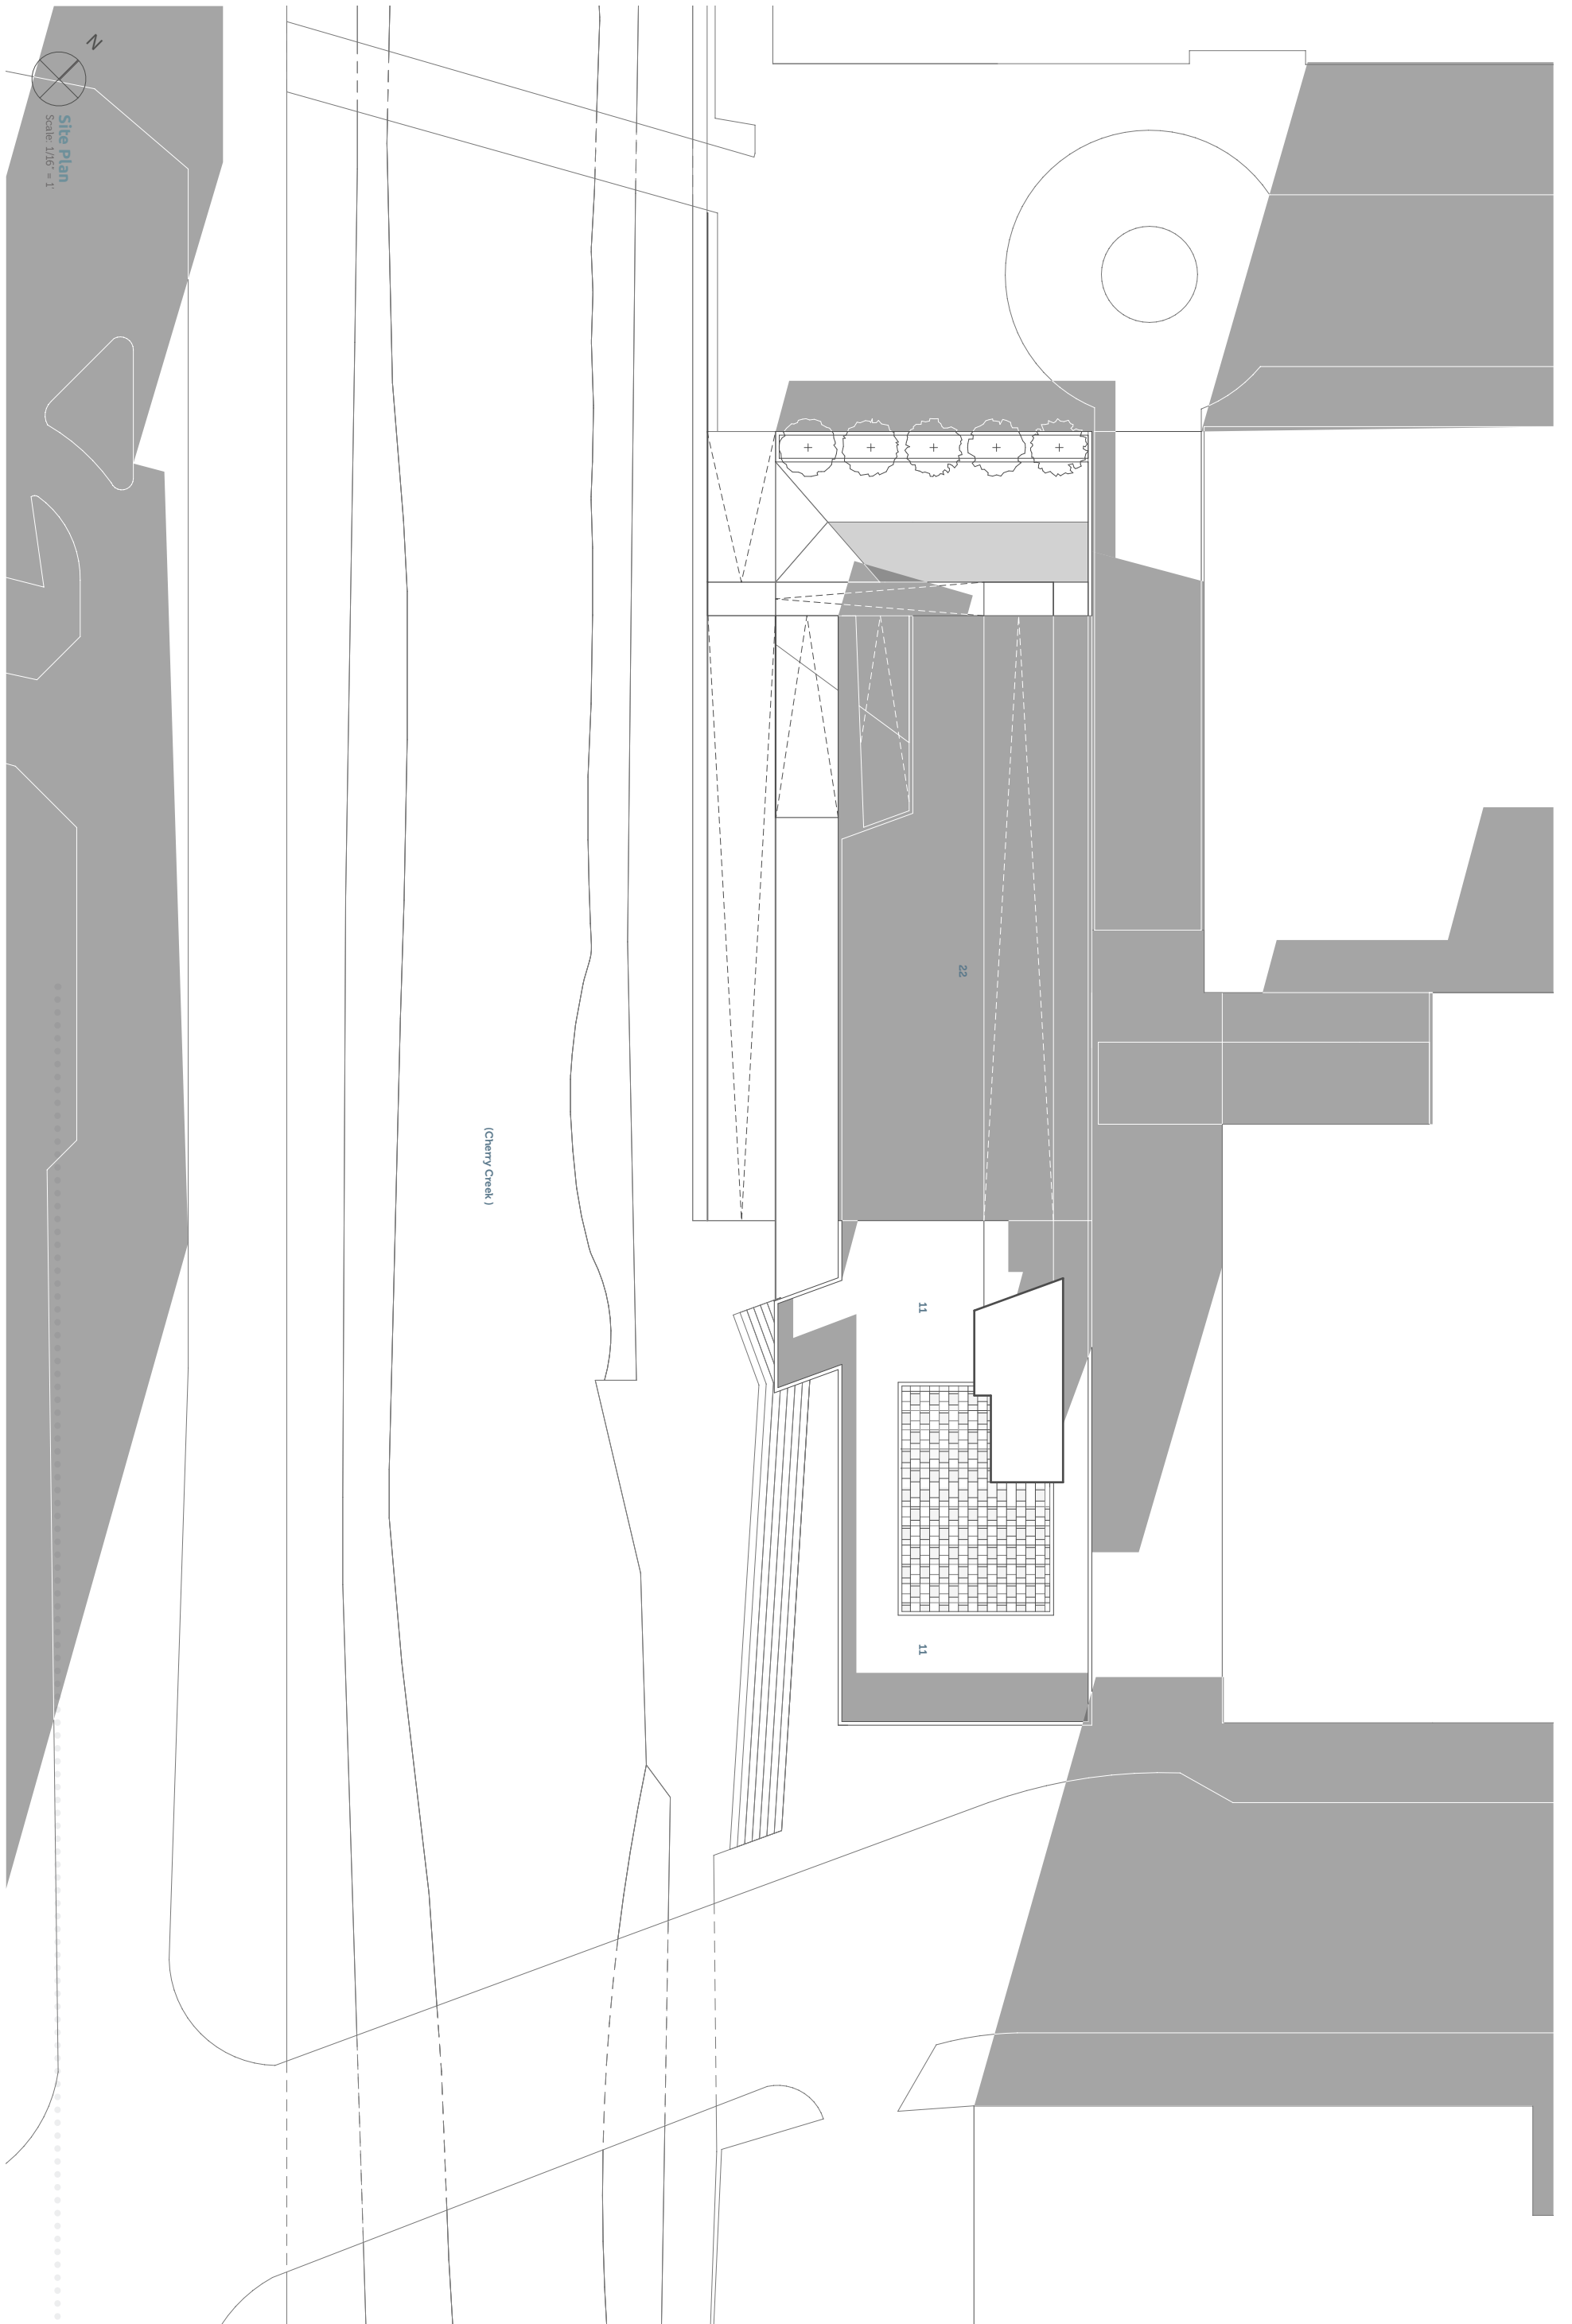 N
Site Plan
Scale: 1/16" = 1'
22
(Cherry Creek )
11
11